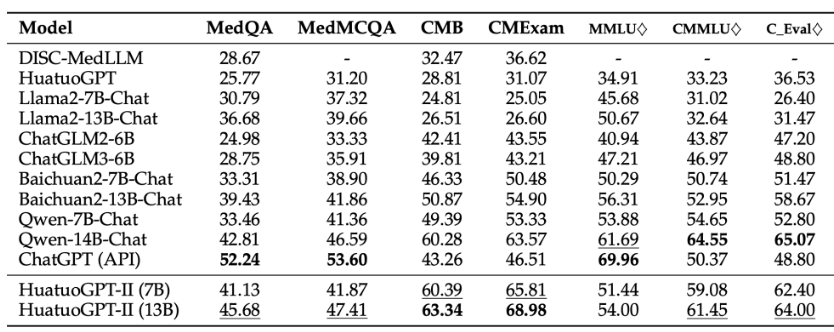 Model MedQA MedMCQA CMB CMExam MMLU♢ CMMLU♢ C_Eval♢
DISC-MedLLM 28.67 - 32.47 36.62 - - -
HuatuoGPT 25.77 31.20 28.81 31.07 34.91 33.23 36.53
Llama2-7B-Chat 30.79 37.32 24.81 25.05 45.68 31.02 26.40
Llama2-13B-Chat 36.68 39.66 26.51 26.60 50.67 32.64 31.47
ChatGLM2-6B 24.98 33.33 42.41 43.55 40.94 43.87 47.20
ChatGLM3-6B 28.75 35.91 39.81 43.21 47.21 46.97 48.80
Baichuan2-7B-Chat 33.31 38.90 46.33 50.48 50.29 50.74 51.47
Baichuan2-13B-Chat 39.43 41.86 50.87 54.90 56.31 52.95 58.67
Qwen-7B-Chat 33.46 41.36 49.39 53.33 53.88 54.65 52.80
Qwen-14B-Chat 42.81 46.59 60.28 63.57 61.69 64.55 65.07
ChatGPT (API) 52.24 53.60 43.26 46.51 69.96 50.37 48.80
HuatuoGPT-II (7B) 41.13 41.87 60.39 65.81 51.44 59.08 62.40
HuatuoGPT-II (13B) 45.68 47.41 63.34 68.98 54.00 61.45 64.00